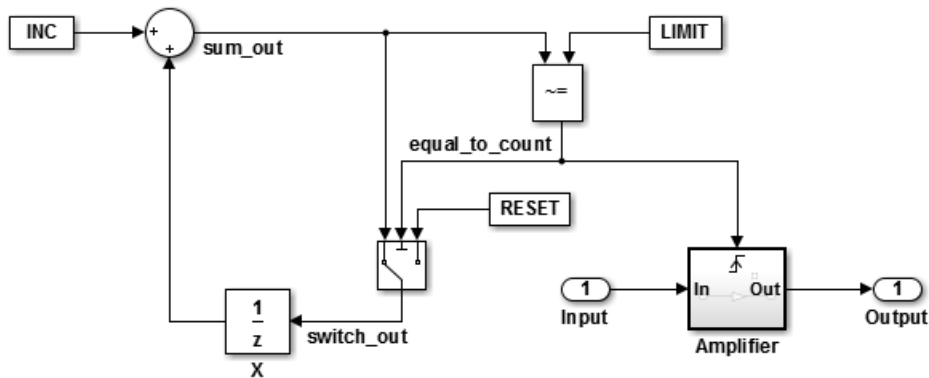 INC
+
+
sum_out
LIMIT
~=
equal_to_count
RESET
1
z
X
switch_out
1
Input
In
Out
Amplifier
1
Output